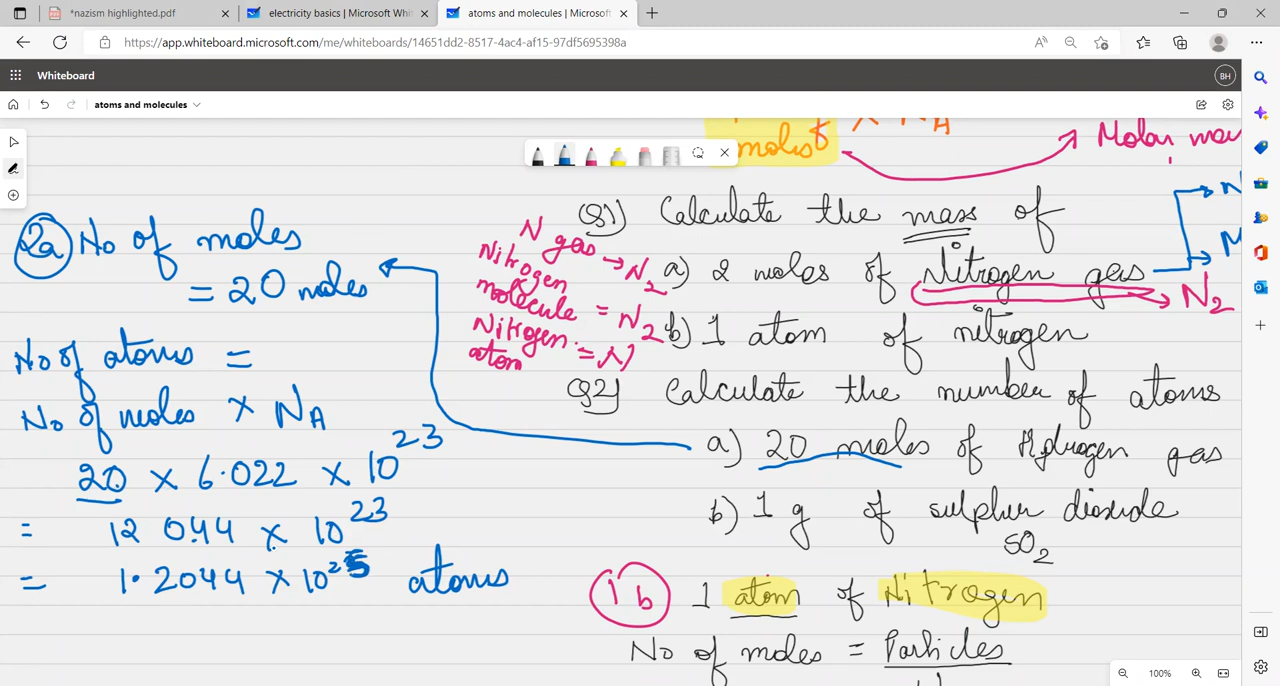 *nazism highlighted.pdf
electricity basics | Microsoft Whi
atoms and molecules | Microsof
https://app.whiteboard.microsoft.com/me/whiteboards/14651dd2-8517-4ac4-af15-97df5695398a
Whiteboard
BH
atoms and molecules
moles × NA
Molar mas
2a No of moles
= 20 moles
No of atoms =
No of moles × NA
20 × 6.022 × 10^23
= 120.44 × 10^23
= 1.2044 × 10^25 atoms
N gas → N2
Nitrogen
molecule = N2
Nitrogen
atom = N
Q1) Calculate the mass of
a) 2 moles of Nitrogen gas
N
M
N2
b) 1 atom of nitrogen
Q2) Calculate the number of atoms
a) 20 moles of Hydrogen gas
b) 1 g of sulphur dioxide
SO2
1b 1 atom of Nitrogen
No of moles = Particles
100%